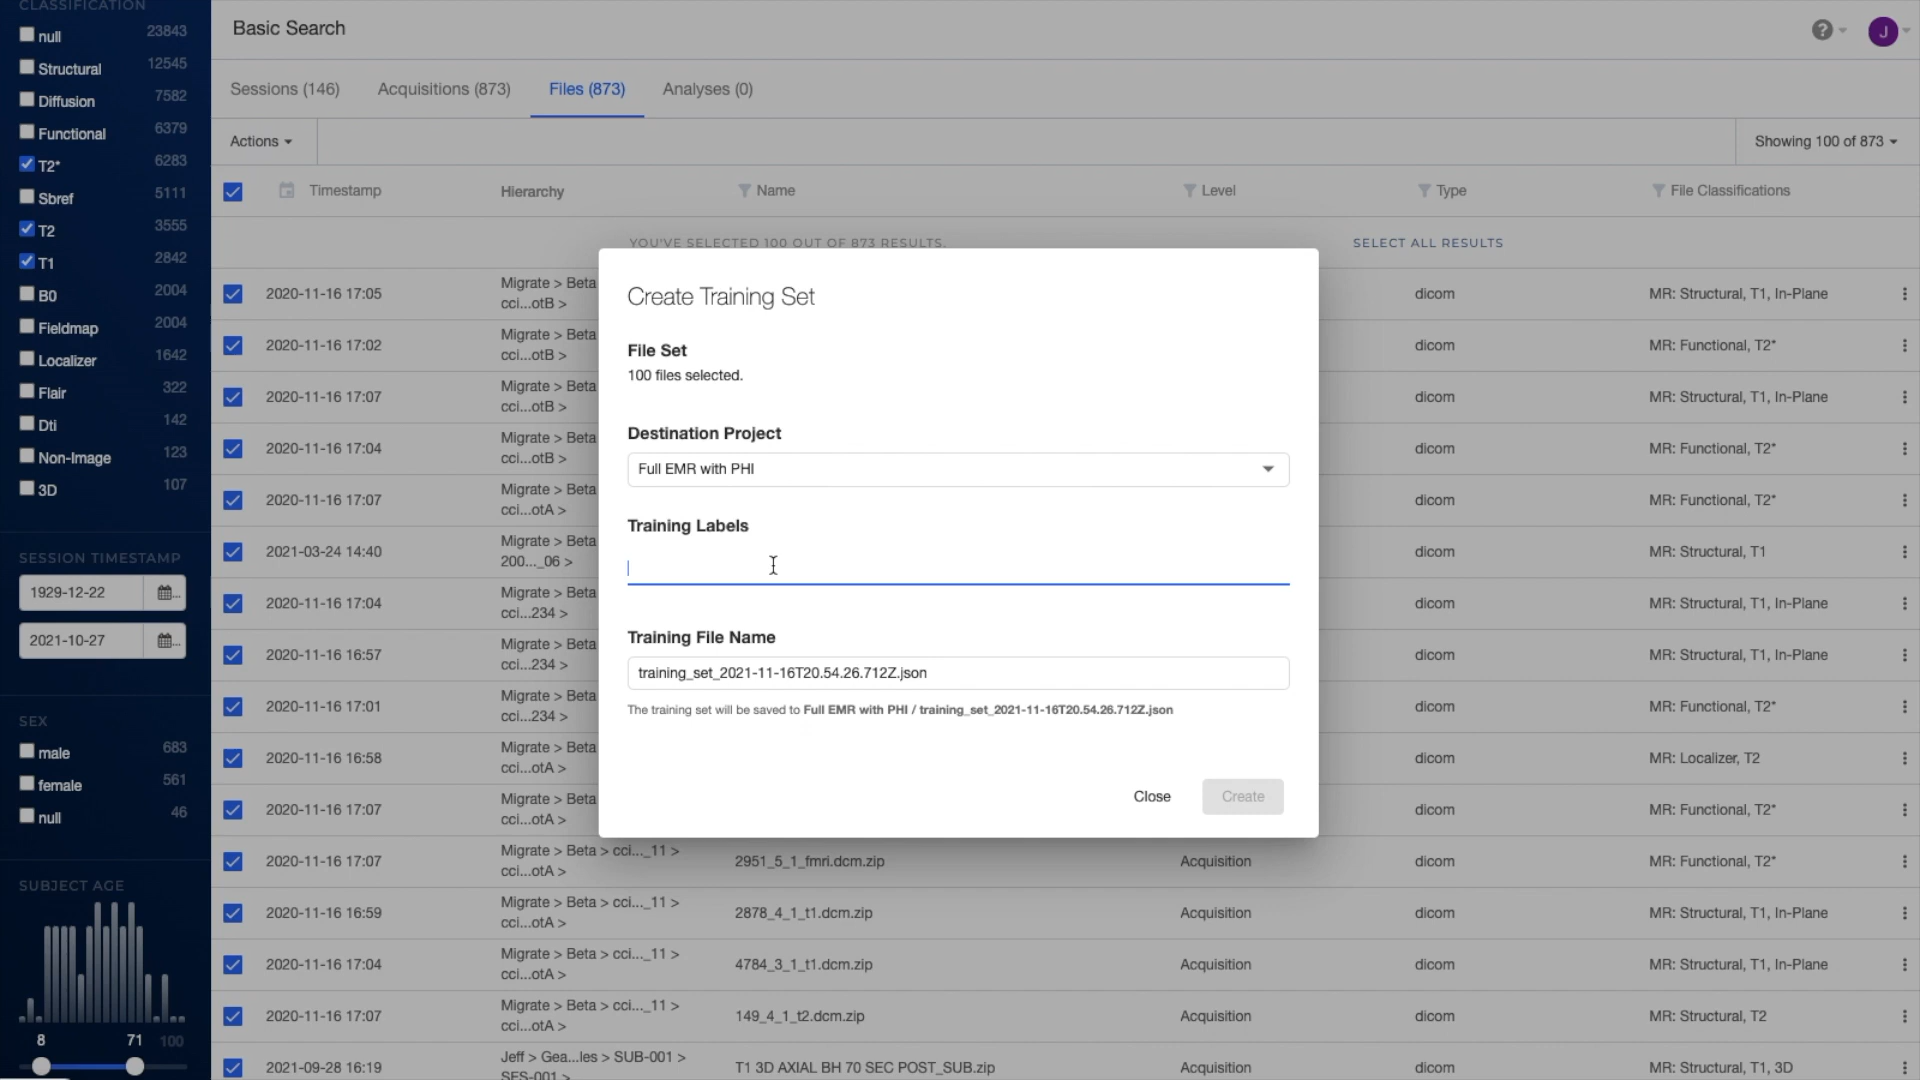 CLASSIFICATION
null 23843
Structural 12545
Diffusion 7582
Functional 6379
T2* 6283
Sbref 5111
T2 3555
T1 2842
B0 2004
Fieldmap 2004
Localizer 1642
Flair 322
Dti 142
Non-Image 123
3D 107
SESSION TIMESTAMP
1929-12-22
2021-10-27
SEX
male 683
female 561
null 46
SUBJECT AGE
8 71 100
Basic Search
? J
Sessions (146) Acquisitions (873) Files (873) Analyses (0)
Actions Showing 100 of 873
Timestamp Hierarchy Name Level Type File Classifications
YOU'VE SELECTED 100 OUT OF 873 RESULTS. SELECT ALL RESULTS
2020-11-16 17:05 Migrate > Beta dicom MR: Structural, T1, In-Plane
cci...otB >
2020-11-16 17:02 Migrate > Beta dicom MR: Functional, T2*
cci...otB >
2020-11-16 17:07 Migrate > Beta dicom MR: Structural, T1, In-Plane
cci...otB >
2020-11-16 17:04 Migrate > Beta dicom MR: Functional, T2*
cci...otB >
2020-11-16 17:07 Migrate > Beta dicom MR: Functional, T2*
cci...otA >
2021-03-24 14:40 Migrate > Beta dicom MR: Structural, T1
200..._06 >
2020-11-16 17:04 Migrate > Beta dicom MR: Structural, T1, In-Plane
cci...234 >
2020-11-16 16:57 Migrate > Beta dicom MR: Structural, T1, In-Plane
cci...234 >
2020-11-16 17:01 Migrate > Beta dicom MR: Functional, T2*
cci...234 >
2020-11-16 16:58 Migrate > Beta dicom MR: Localizer, T2
cci...otA >
2020-11-16 17:07 Migrate > Beta dicom MR: Functional, T2*
cci...otA >
2020-11-16 17:07 Migrate > Beta > cci..._11 > 2951_5_1_fmri.dcm.zip Acquisition dicom MR: Functional, T2*
cci...otA >
2020-11-16 16:59 Migrate > Beta > cci..._11 > 2878_4_1_t1.dcm.zip Acquisition dicom MR: Structural, T1, In-Plane
cci...otA >
2020-11-16 17:04 Migrate > Beta > cci..._11 > 4784_3_1_t1.dcm.zip Acquisition dicom MR: Structural, T1, In-Plane
cci...otA >
2020-11-16 17:07 Migrate > Beta > cci..._11 > 149_4_1_t2.dcm.zip Acquisition dicom MR: Structural, T2
cci...otA >
2021-09-28 16:19 Jeff > Gea...les > SUB-001 > T1 3D AXIAL BH 70 SEC POST_SUB.zip Acquisition dicom MR: Structural, T1, 3D
SES-001 >
Create Training Set
File Set
100 files selected.
Destination Project
Full EMR with PHI
Training Labels
Training File Name
training_set_2021-11-16T20.54.26.712Z.json
The training set will be saved to Full EMR with PHI / training_set_2021-11-16T20.54.26.712Z.json
Close Create